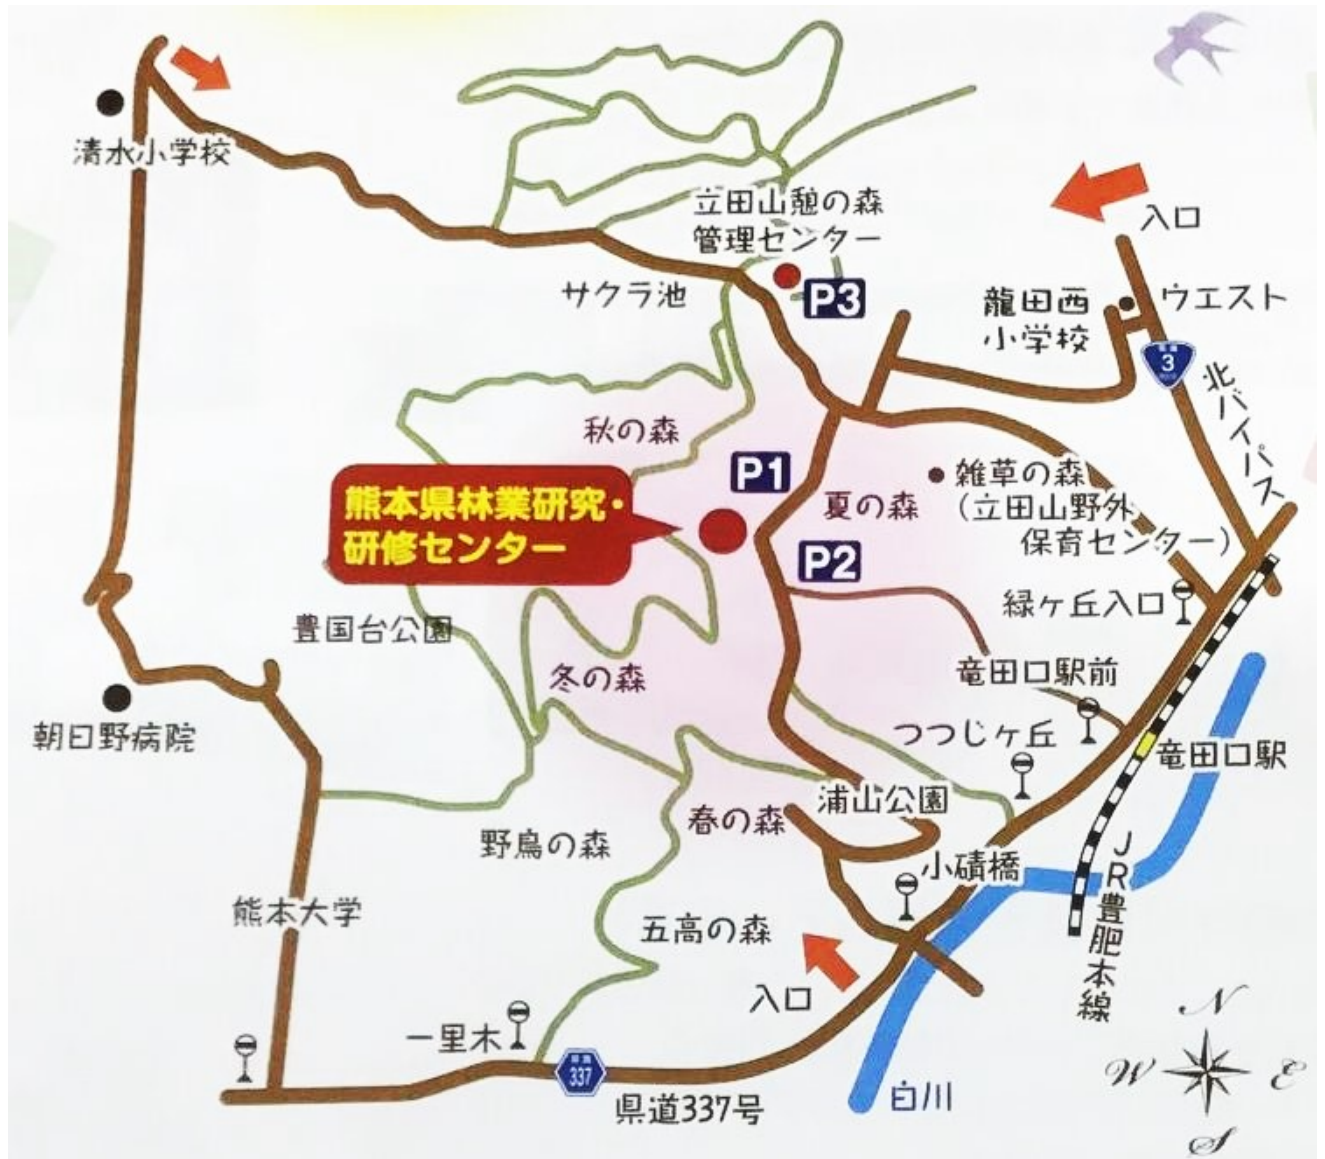 清水小学校
立田山憩の森
管理センター
入口
サクラ池
P3
龍田西
小学校
ウエスト
3
北バイパス
秋の森
P1
熊本県林業研究・
研修センター
夏の森
雑草の森
(立田山野外
保育センター)
P2
緑ヶ丘入口
豊国台公園
冬の森
竜田口駅前
朝日野病院
つつじヶ丘
竜田口駅
浦山公園
春の森
野鳥の森
小磧橋
JR豊肥本線
熊本大学
五高の森
入口
一里木
337
県道337号
白川
N
W
E
S